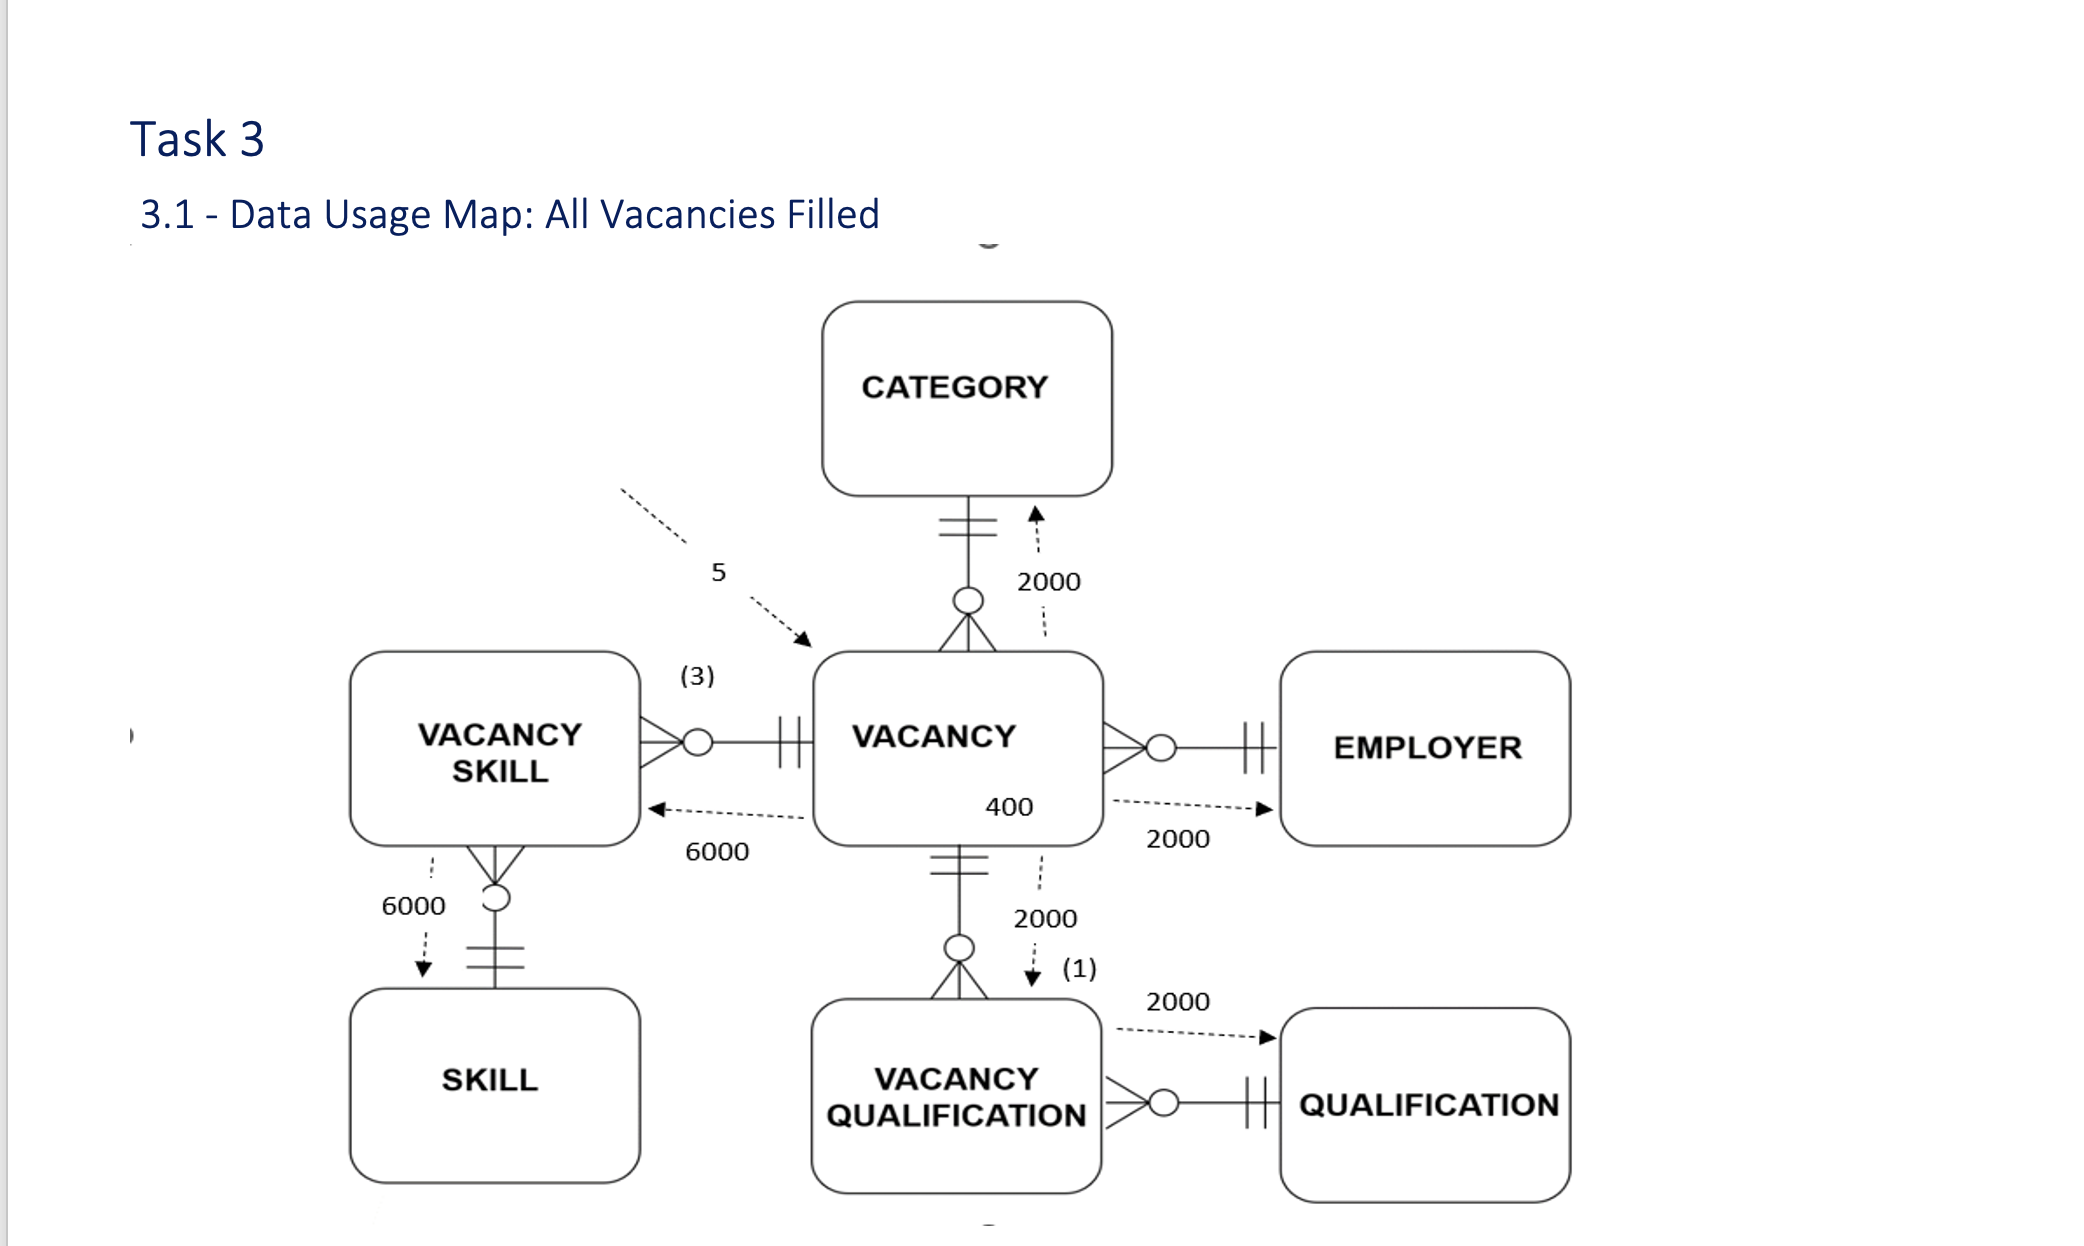 Task 3
3.1 - Data Usage Map: All Vacancies Filled
CATEGORY
5
2000
(3)
VACANCY
SKILL
VACANCY
EMPLOYER
400
6000
2000
6000
2000
(1)
2000
SKILL
VACANCY
QUALIFICATION
QUALIFICATION